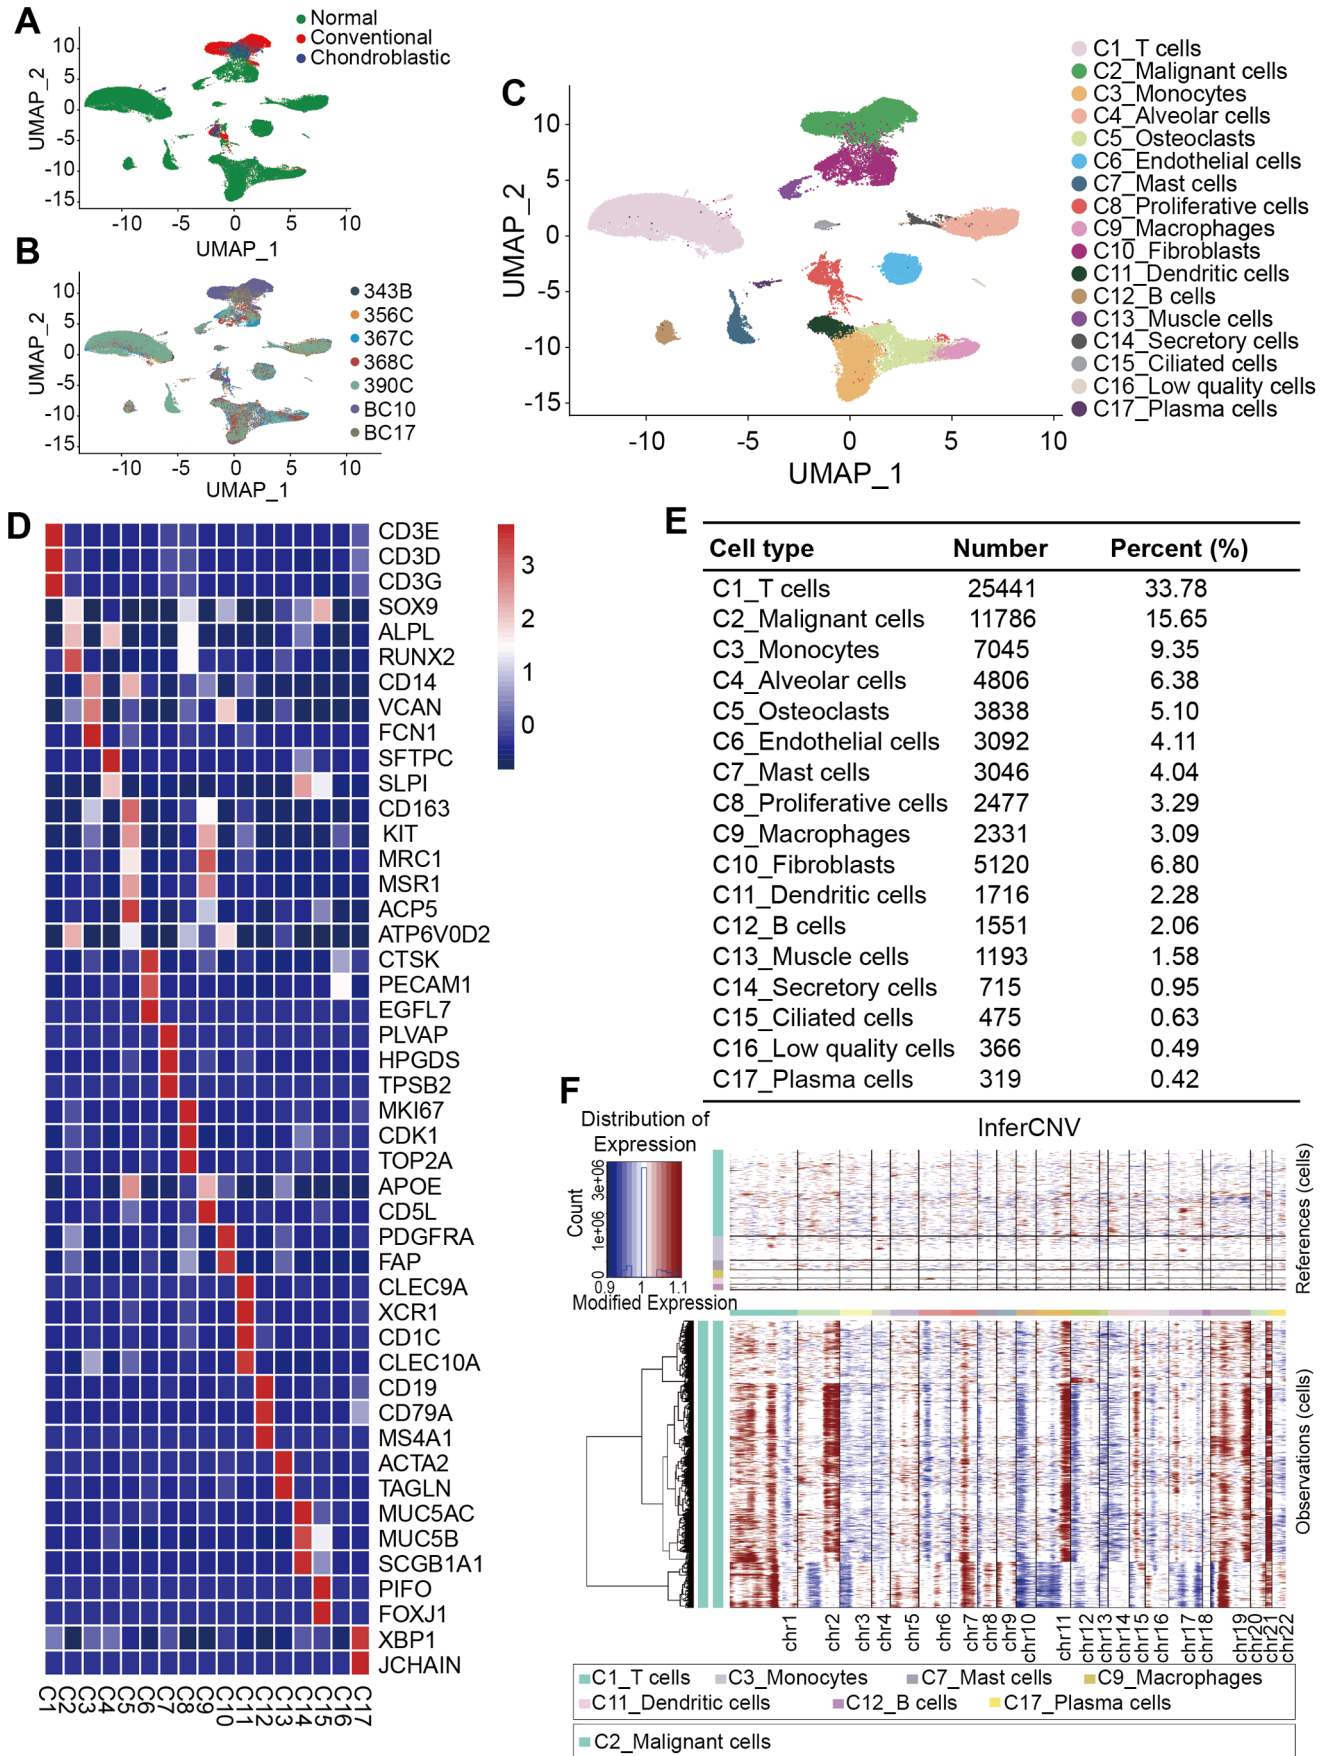 A
Normal
Conventional
Chondroblastic
10
5
0
-5
-10
-15
UMAP_2
-10
-5
0
5
10
UMAP_1
B
343B
356C
367C
368C
390C
BC10
BC17
10
5
0
-5
-10
-15
UMAP_2
-10
-5
0
5
10
UMAP_1
C
10
5
0
-5
-10
-15
UMAP_2
-10
-5
0
5
10
UMAP_1
C1_T cells
C2_Malignant cells
C3_Monocytes
C4_Alveolar cells
C5_Osteoclasts
C6_Endothelial cells
C7_Mast cells
C8_Proliferative cells
C9_Macrophages
C10_Fibroblasts
C11_Dendritic cells
C12_B cells
C13_Muscle cells
C14_Secretory cells
C15_Ciliated cells
C16_Low quality cells
C17_Plasma cells
D
CD3E
CD3D
CD3G
SOX9
ALPL
RUNX2
CD14
VCAN
FCN1
SFTPC
SLPI
CD163
KIT
MRC1
MSR1
ACP5
ATP6V0D2
CTSK
PECAM1
EGFL7
PLVAP
HPGDS
TPSB2
MKI67
CDK1
TOP2A
APOE
CD5L
PDGFRA
FAP
CLEC9A
XCR1
CD1C
CLEC10A
CD19
CD79A
MS4A1
ACTA2
TAGLN
MUC5AC
MUC5B
SCGB1A1
PIFO
FOXJ1
XBP1
JCHAIN
C1
C2
C3
C4
C5
C6
C7
C8
C9
C10
C11
C12
C13
C14
C15
C16
C17
3
2
1
0
E
Cell type Number Percent (%)
C1_T cells 25441 33.78
C2_Malignant cells 11786 15.65
C3_Monocytes 7045 9.35
C4_Alveolar cells 4806 6.38
C5_Osteoclasts 3838 5.10
C6_Endothelial cells 3092 4.11
C7_Mast cells 3046 4.04
C8_Proliferative cells 2477 3.29
C9_Macrophages 2331 3.09
C10_Fibroblasts 5120 6.80
C11_Dendritic cells 1716 2.28
C12_B cells 1551 2.06
C13_Muscle cells 1193 1.58
C14_Secretory cells 715 0.95
C15_Ciliated cells 475 0.63
C16_Low quality cells 366 0.49
C17_Plasma cells 319 0.42
F
Distribution of
Expression
Count
0
1e+06
3e+06
0.9 1 1.1
Modified Expression
InferCNV
References (cells)
Observations (cells)
chr1
chr2
chr3
chr4
chr5
chr6
chr7
chr8
chr9
chr10
chr11
chr12
chr13
chr14
chr15
chr16
chr17
chr18
chr19
chr20
chr21
chr22
C1_T cells C3_Monocytes C7_Mast cells C9_Macrophages
C11_Dendritic cells C12_B cells C17_Plasma cells
C2_Malignant cells